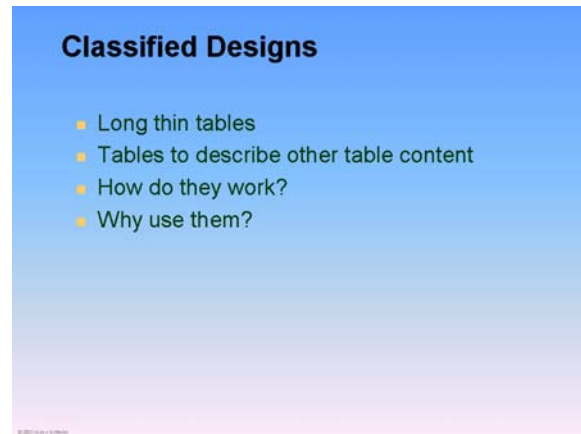 Classified Designs
Long thin tables
Tables to describe other table content
How do they work?
Why use them?